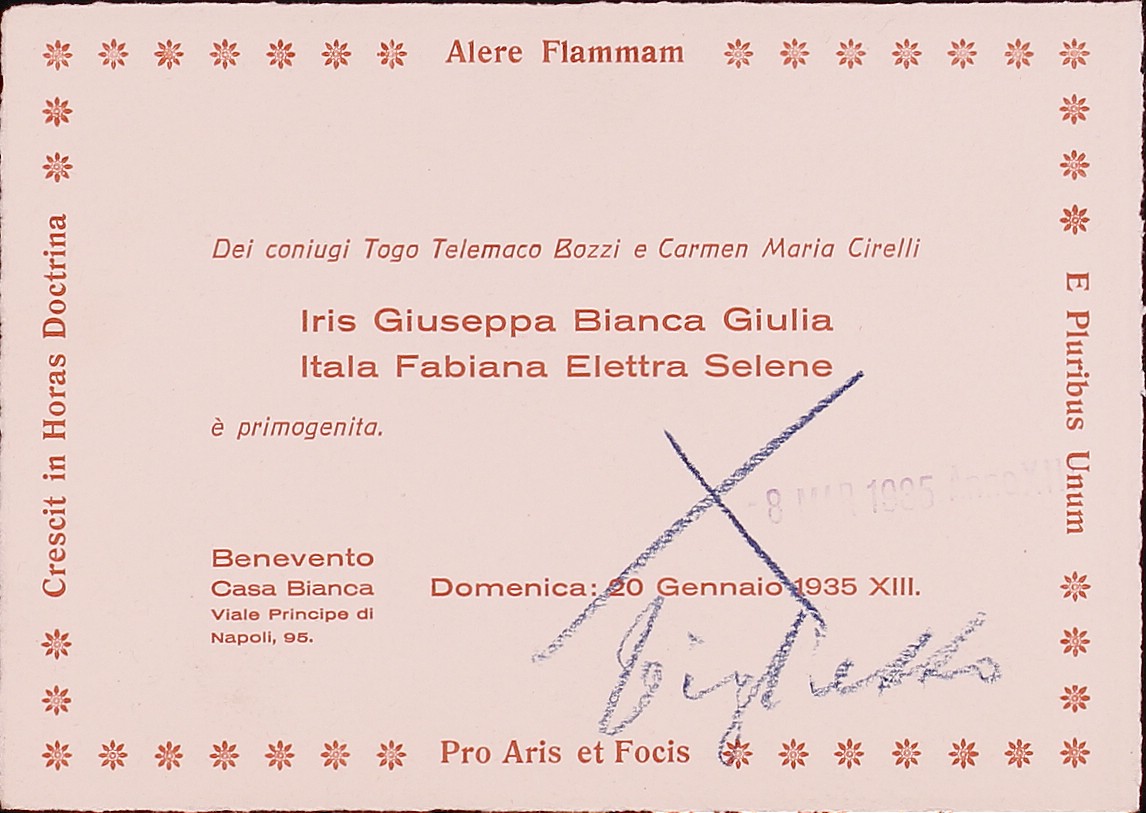 Alere Flammam
Crescit in Horas Doctrina
E Pluribus Unum
Dei coniugi Togo Telemaco Bozzi e Carmen Maria Cirelli
Iris Giuseppa Bianca Giulia
Itala Fabiana Elettra Selene
è primogenita.
-8 MAR 1935 Anno XIII
Benevento
Casa Bianca
Viale Principe di
Napoli, 95.
Domenica: 20 Gennaio 1935 XIII.
biglietto
Pro Aris et Focis